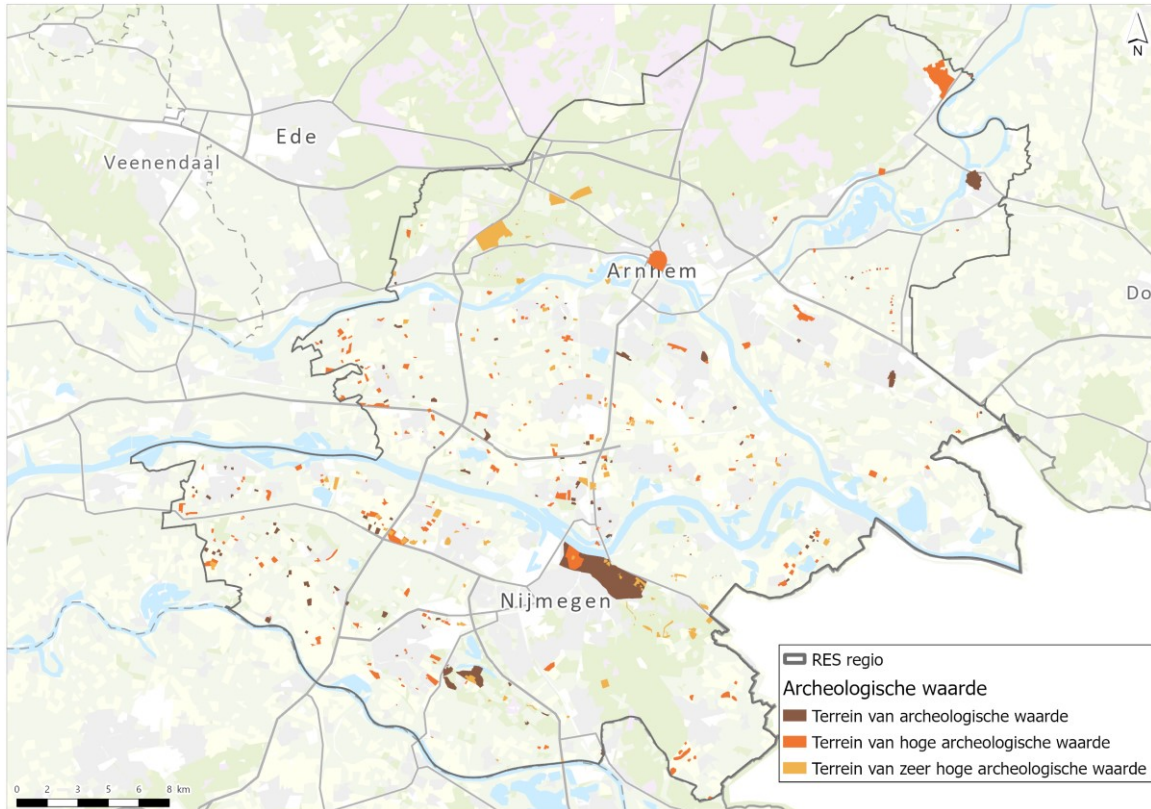 N
Ede
Veenendaal
Arnhem
Do
Nijmegen
RES regio
Archeologische waarde
Terrein van archeologische waarde
Terrein van hoge archeologische waarde
Terrein van zeer hoge archeologische waarde
0 2 3 5 6 8 km